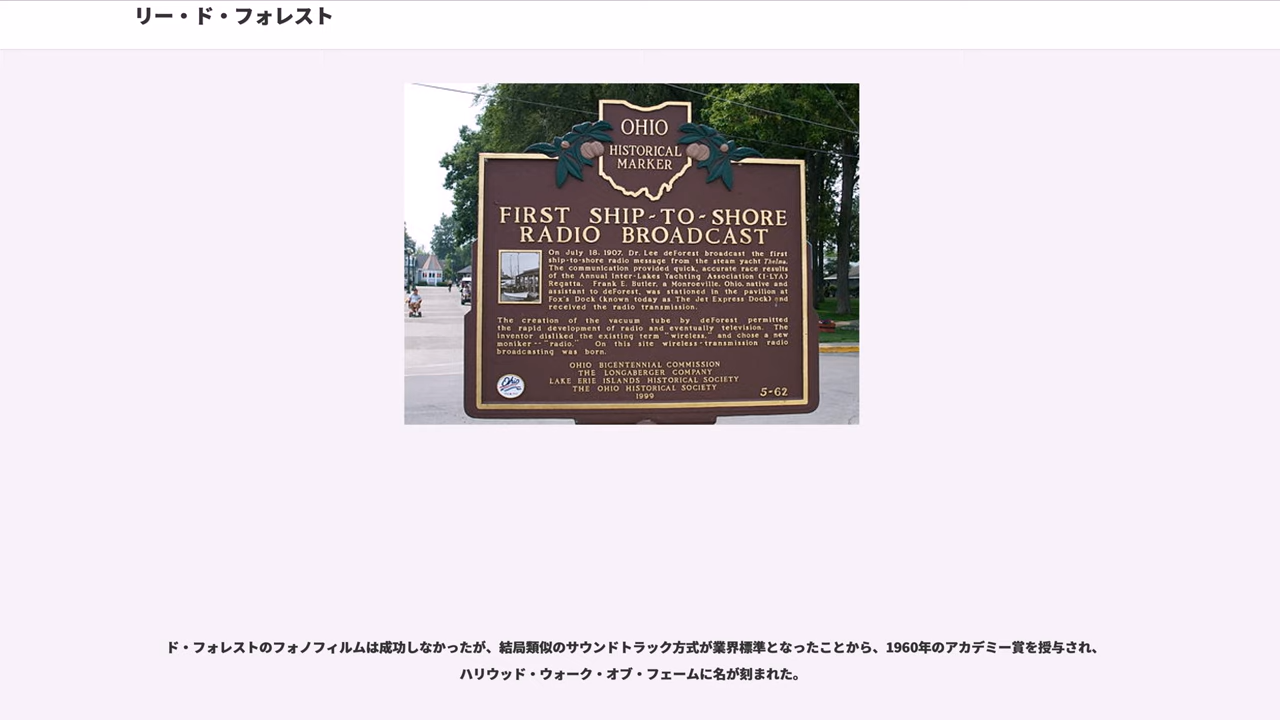 リー・ド・フォレスト
OHIO
HISTORICAL
MARKER
FIRST SHIP-TO-SHORE
RADIO BROADCAST
On July 18, 1907, Dr. Lee deForest broadcast the first
ship-to-shore radio message from the steam yacht Thelma.
The communication provided quick, accurate race results
of the Annual Inter-Lakes Yachting Association (I-LYA)
Regatta. Frank E. Butler, a Monroeville, Ohio, native and
assistant to deForest, was stationed in the pavilion at
Fox's Dock (known today as The Jet Express Dock) and
received the radio transmission.
The creation of the vacuum tube by deForest permitted
the rapid development of radio and eventually television. The
inventor disliked the existing term "wireless," and chose a new
moniker--"radio." On this site wireless-transmission radio
broadcasting was born.
OHIO BICENTENNIAL COMMISSION
THE LONGABERGER COMPANY
LAKE ERIE ISLANDS HISTORICAL SOCIETY
THE OHIO HISTORICAL SOCIETY
1999
5-62
Ohio
ド・フォレストのフォノフィルムは成功しなかったが、結局類似のサウンドトラック方式が業界標準となったことから、1960年のアカデミー賞を授与され、
ハリウッド・ウォーク・オブ・フェームに名が刻まれた。